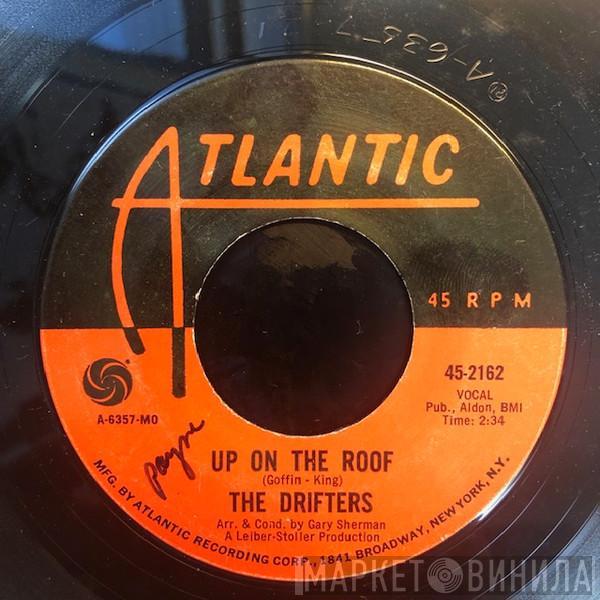 A-6357
ATLANTIC
45 RPM
45-2162
VOCAL
Pub., Aldon, BMI
Time: 2:34
A-6357-MO
payne
UP ON THE ROOF
(Goffin - King)
THE DRIFTERS
Arr. & Cond. by Gary Sherman
A Leiber-Stoller Production
MFG. BY ATLANTIC RECORDING CORP., 1841 BROADWAY, NEW YORK, N.Y.
МАРКЕТ ВИНИЛА